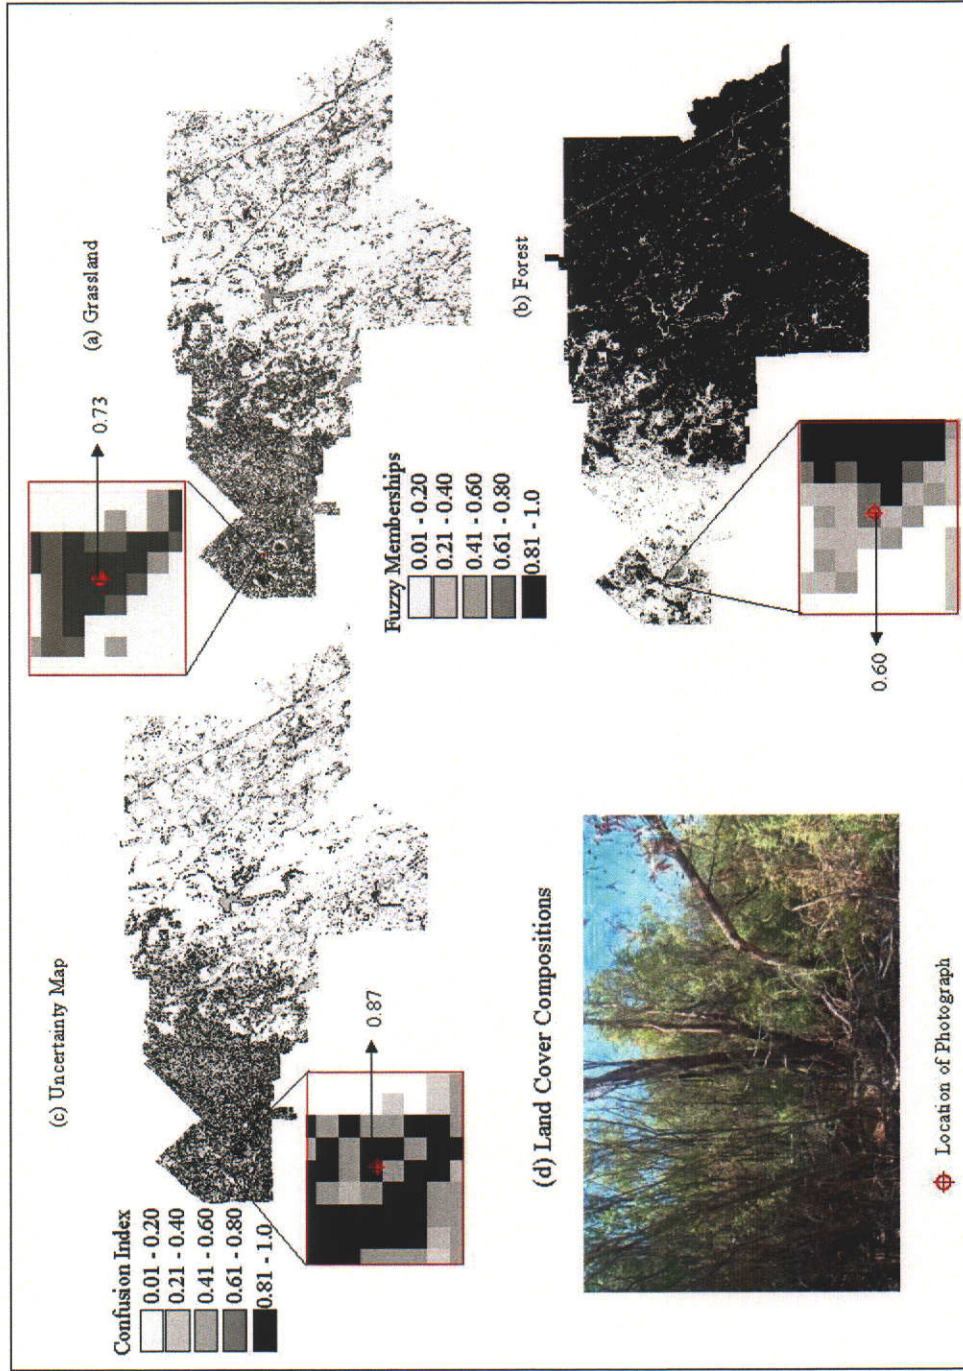 (a) Grassland
0.73
Fuzzy Memberships
0.01 - 0.20
0.21 - 0.40
0.41 - 0.60
0.61 - 0.80
0.81 - 1.0
(b) Forest
0.60
(c) Uncertainty Map
Confusion Index
0.01 - 0.20
0.21 - 0.40
0.41 - 0.60
0.61 - 0.80
0.81 - 1.0
0.87
(d) Land Cover Compositions
Location of Photograph